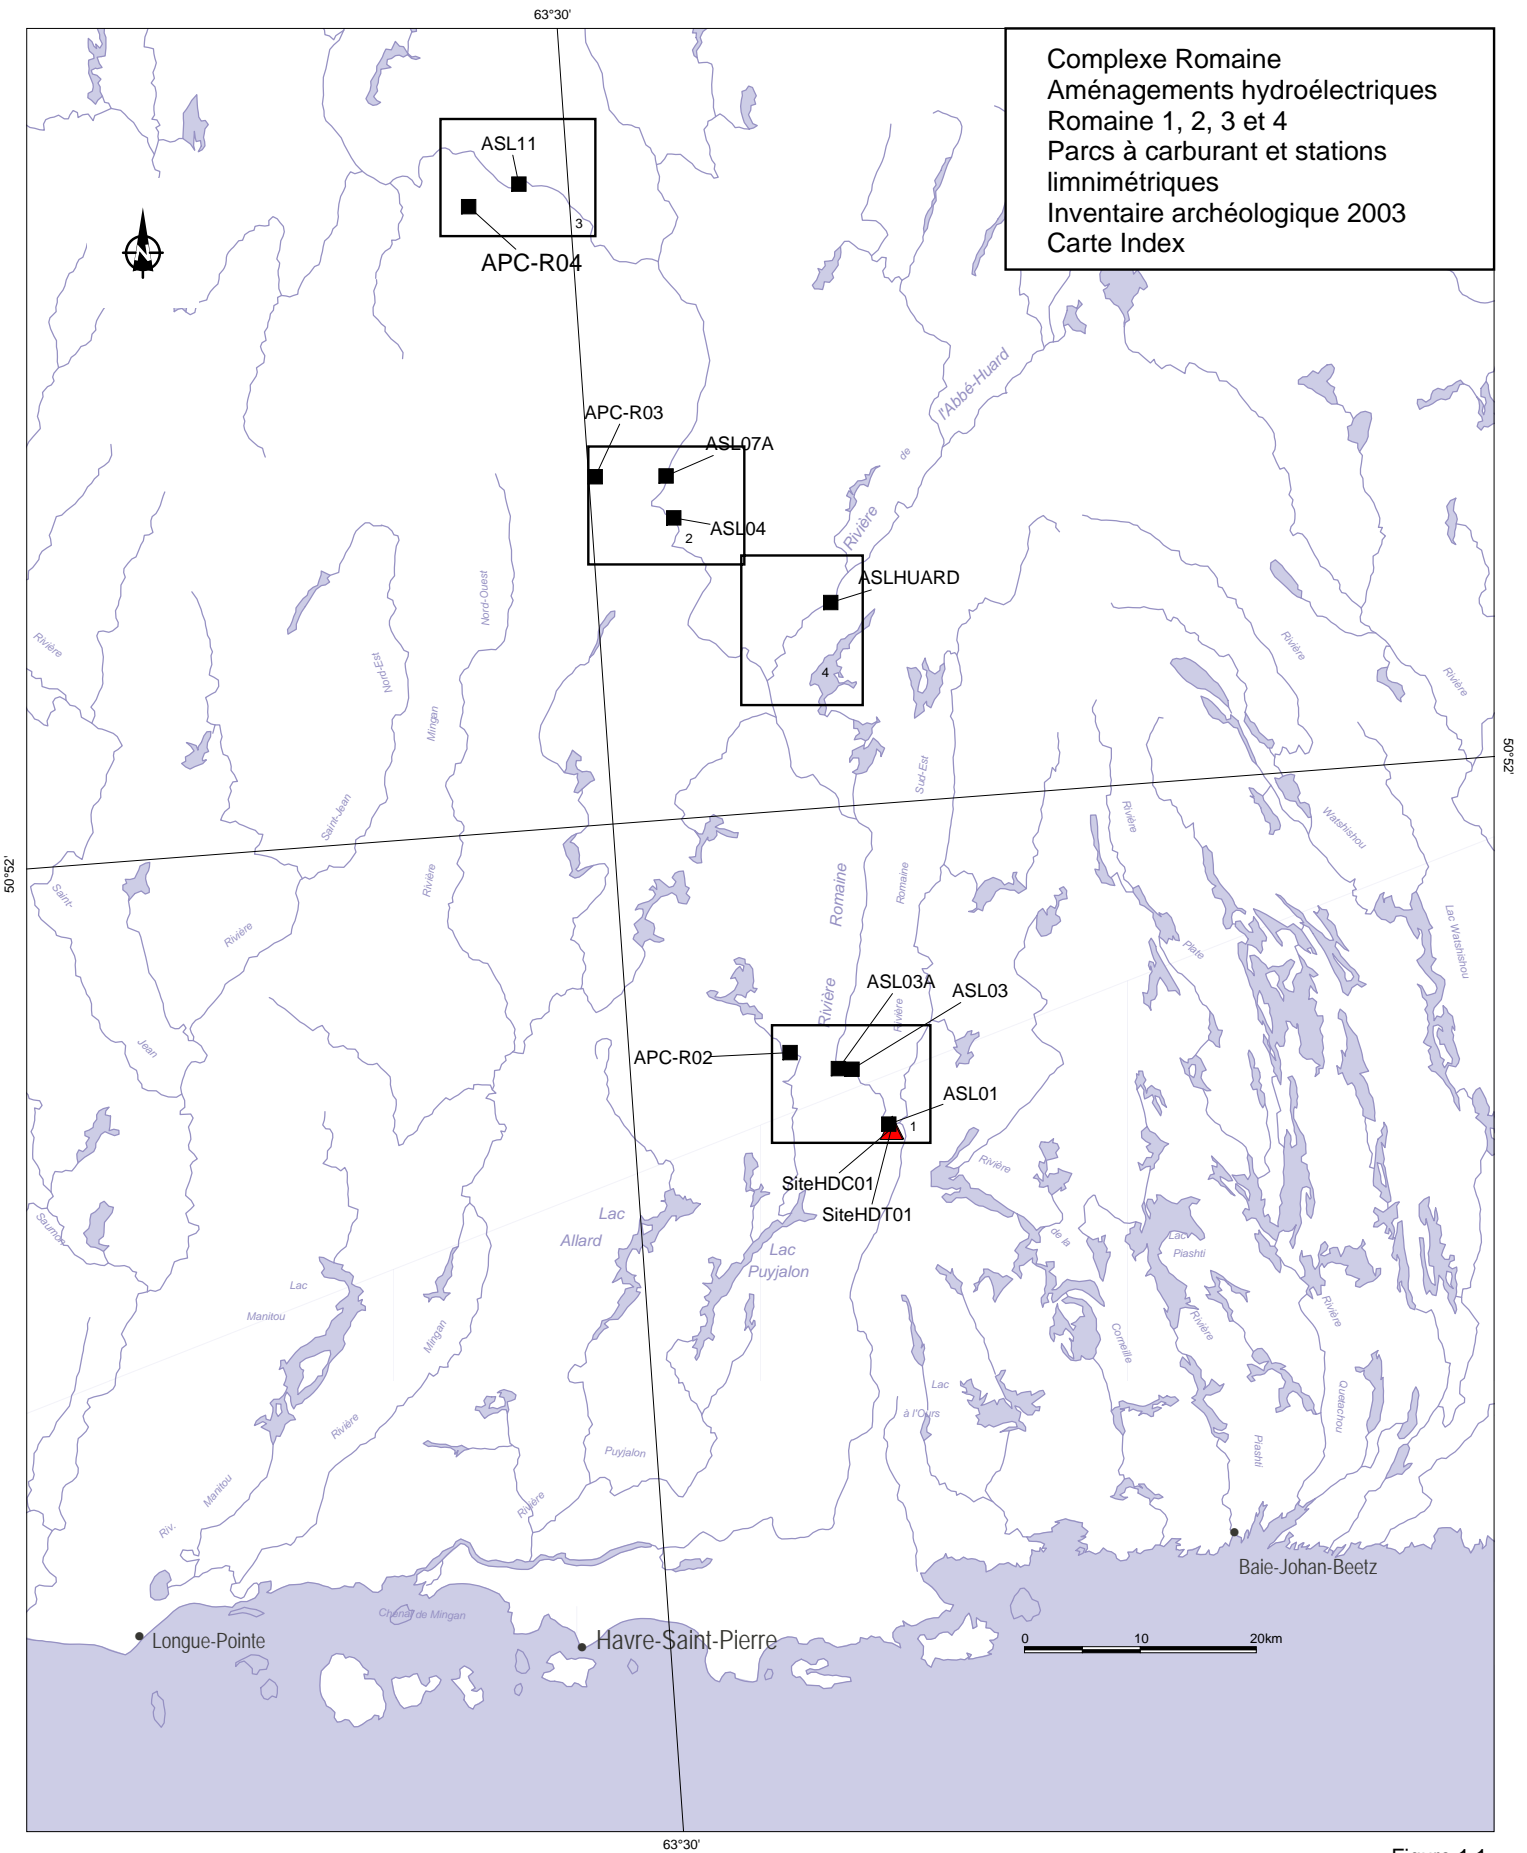 63°30'
Complexe Romaine
Aménagements hydroélectriques
Romaine 1, 2, 3 et 4
Parcs à carburant et stations
limnimétriques
Inventaire archéologique 2003
Carte Index
ASL11
3
N
APC-R04
l'Abbé-Huard
de
Rivière
APC-R03
ASL07A
ASL04
2
ASLHUARD
4
Nord-Ouest
Rivière
Nord-Est
Mingan
Rivière
Rivière
Sud-Est
50°52'
Saint-Jean
Rivière
Watshishou
50°52'
Saint-
Rivière
Romaine
Romaine
Rivière
Plate
Lac Watshishou
ASL03A
ASL03
Rivière
Rivière
Jean
APC-R02
ASL01
1
Rivière
SiteHDC01
SiteHDT01
Saumon
Lac
Allard
Lac
Puyjalon
de la
Lac
Piashti
Lac
Manitou
Mingan
Corneille
Rivière
Rivière
Lac
à l'Ours
Quetachou
Rivière
Puyjalon
Piashti
Manitou
Rivière
Riv.
Baie-Johan-Beetz
Chenal de Mingan
Longue-Pointe
Havre-Saint-Pierre
0 10 20km
63°30'